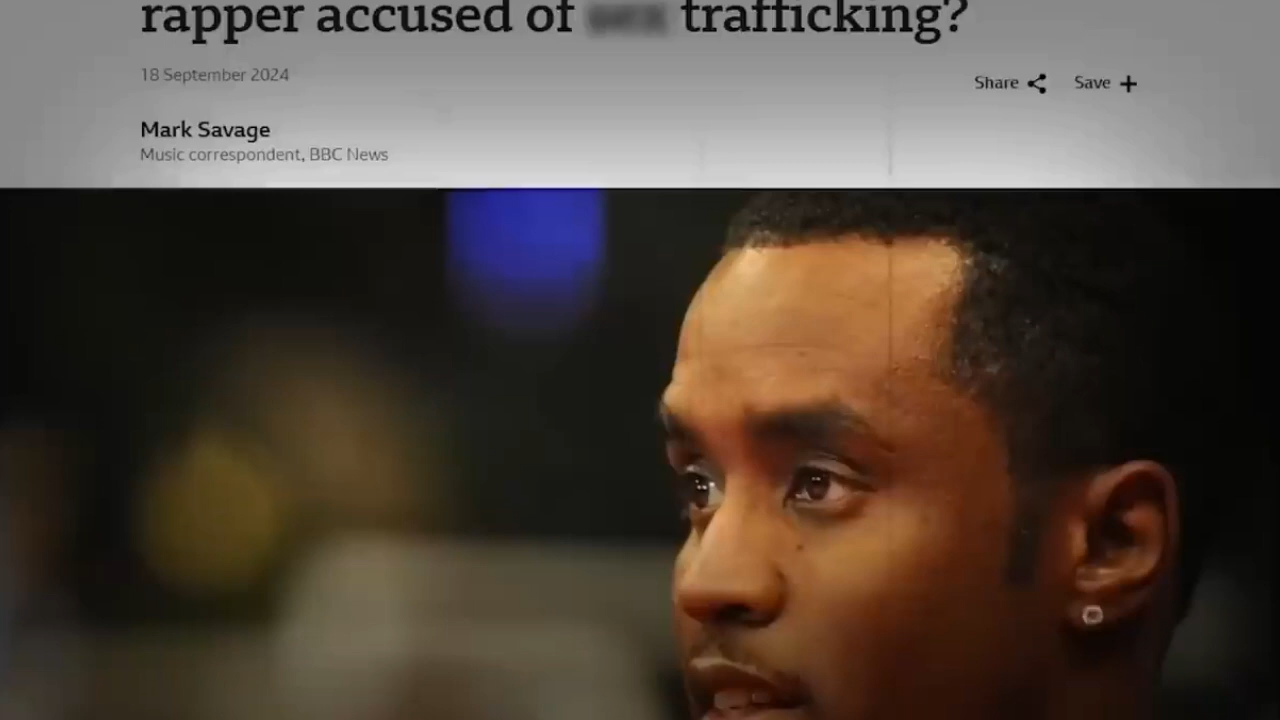 rapper accused of trafficking?
18 September 2024
Share
Save
Mark Savage
Music correspondent, BBC News